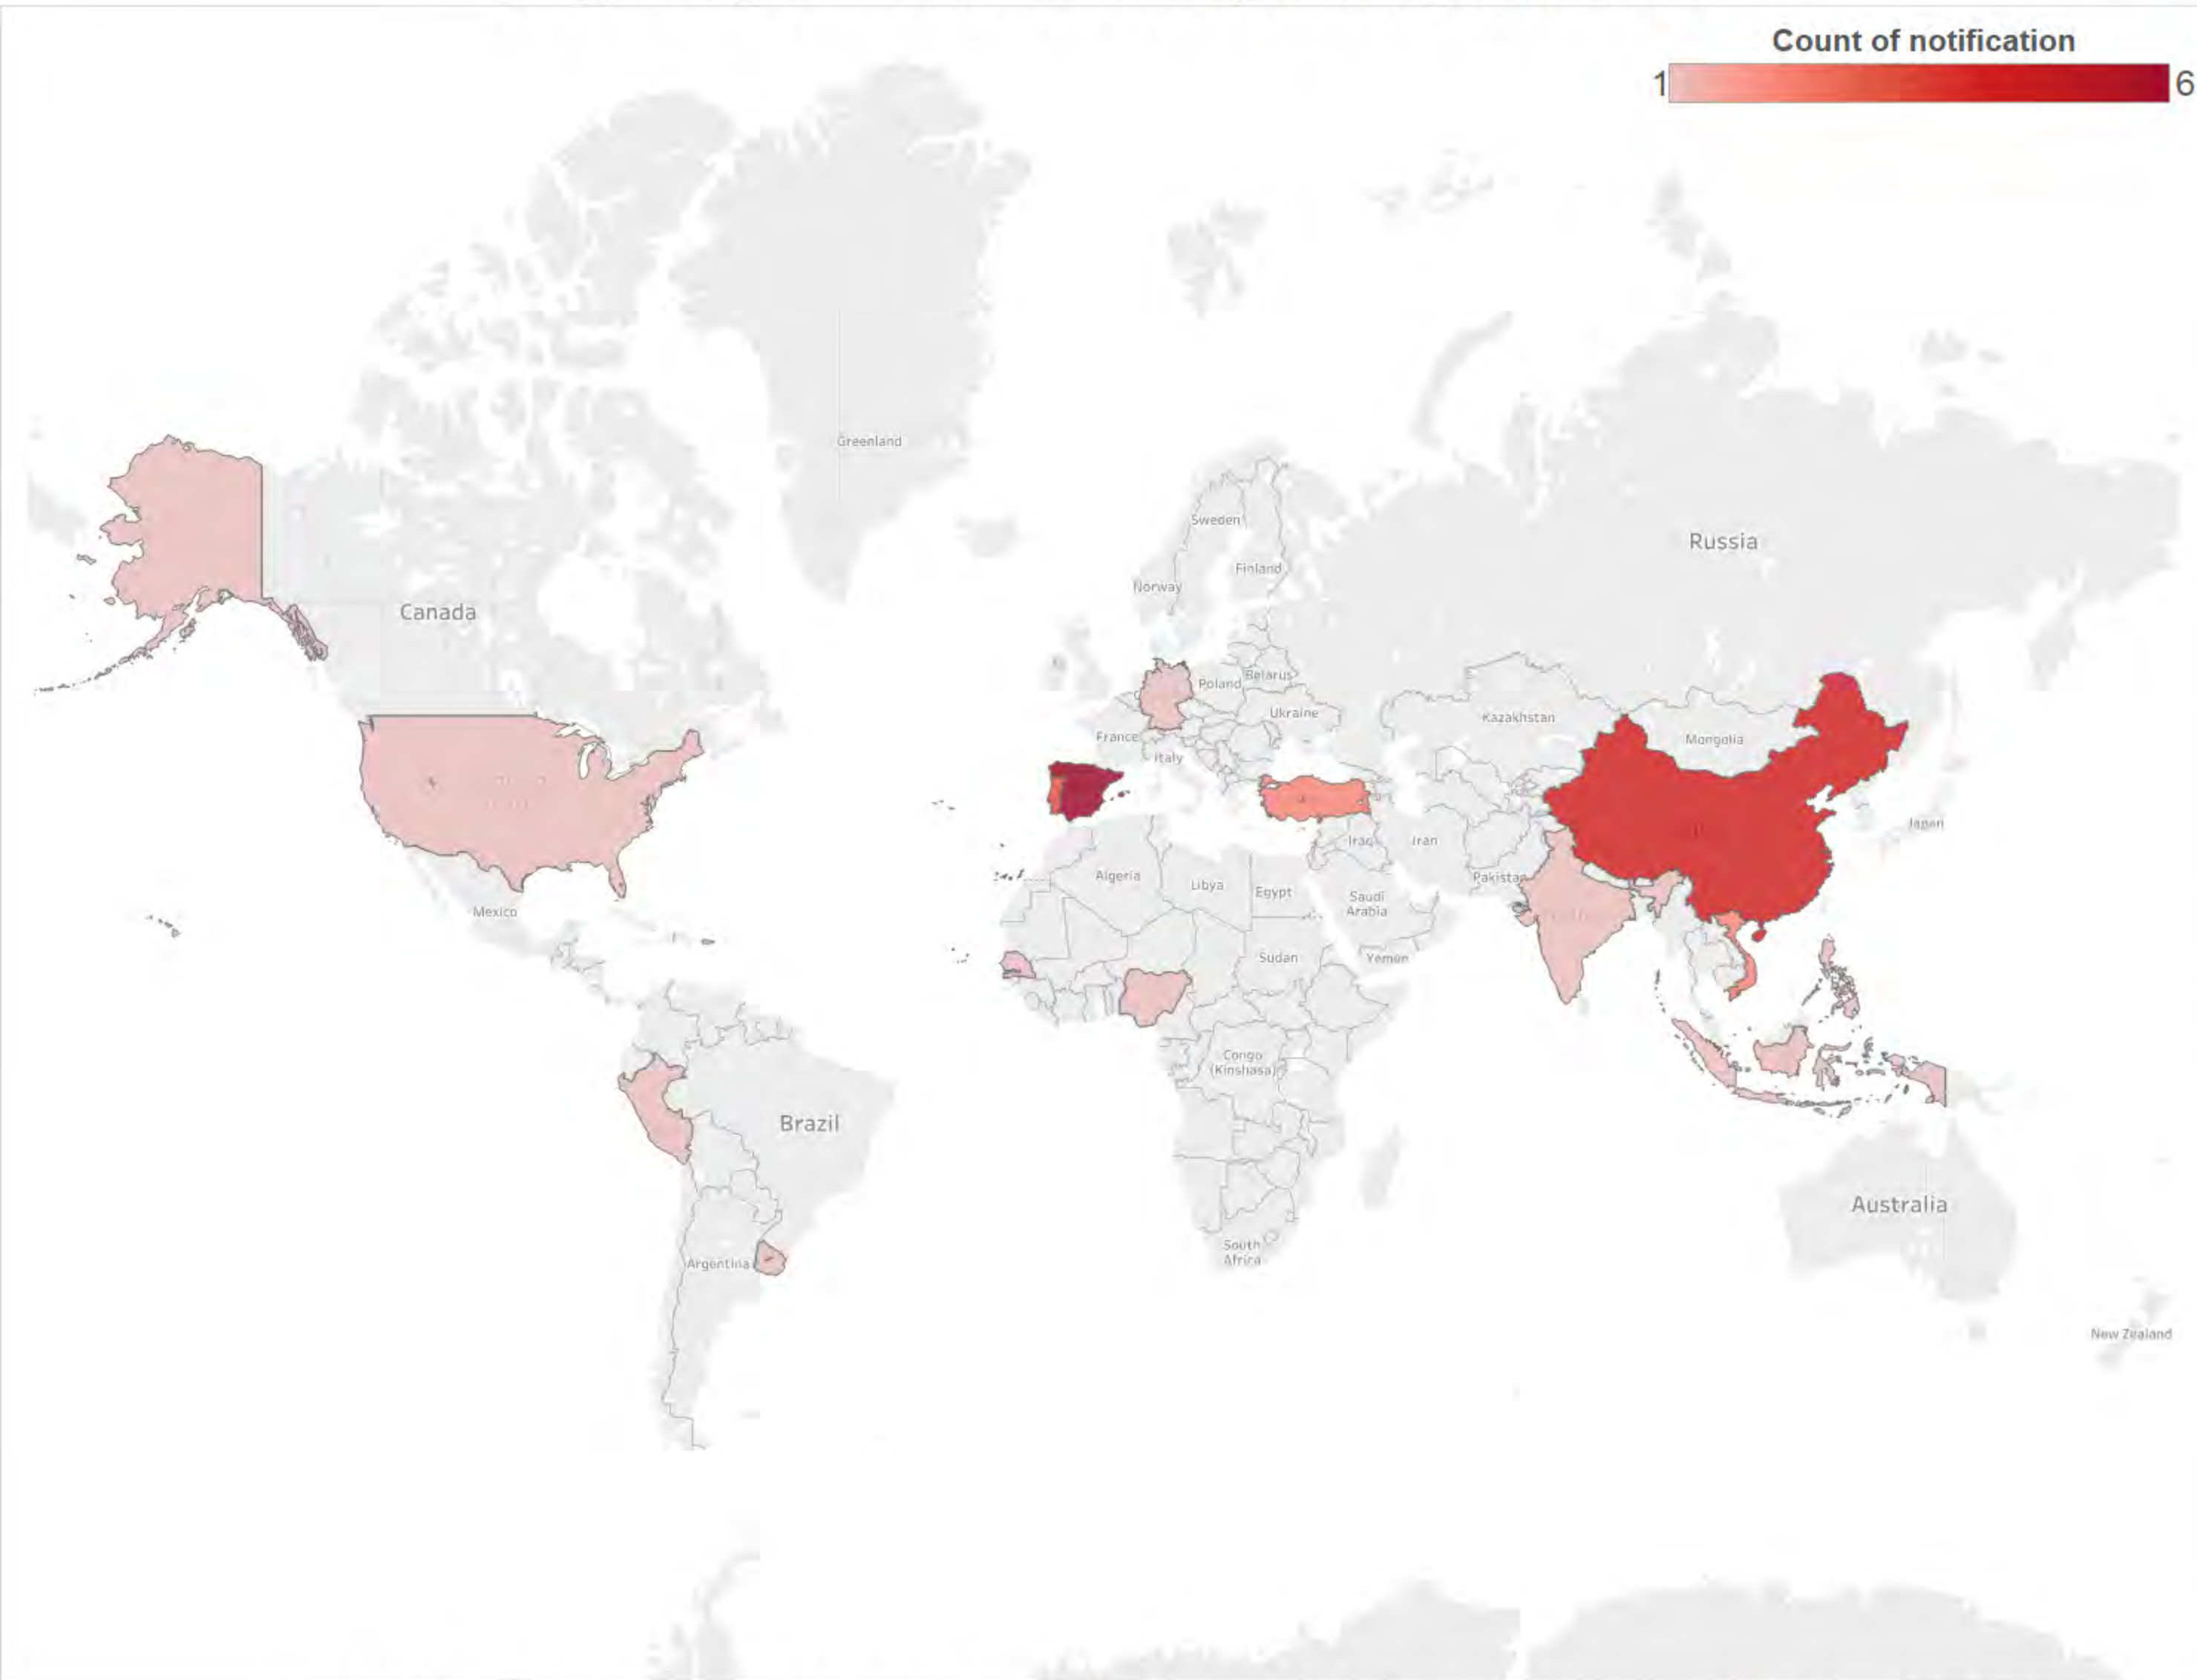 Count of notification
1 6
Greenland
Sweden
Russia
Finland
Norway
Canada
Belarus
Poland
Ukraine
Kazakhstan
France
Mongolia
Italy
Japan
Iraq
Iran
Algeria
Pakistan
Libya
Egypt
Saudi
Arabia
Mexico
Sudan
Yemen
Congo
(Kinshasa)
Brazil
Australia
South
Africa
Argentina
New Zealand